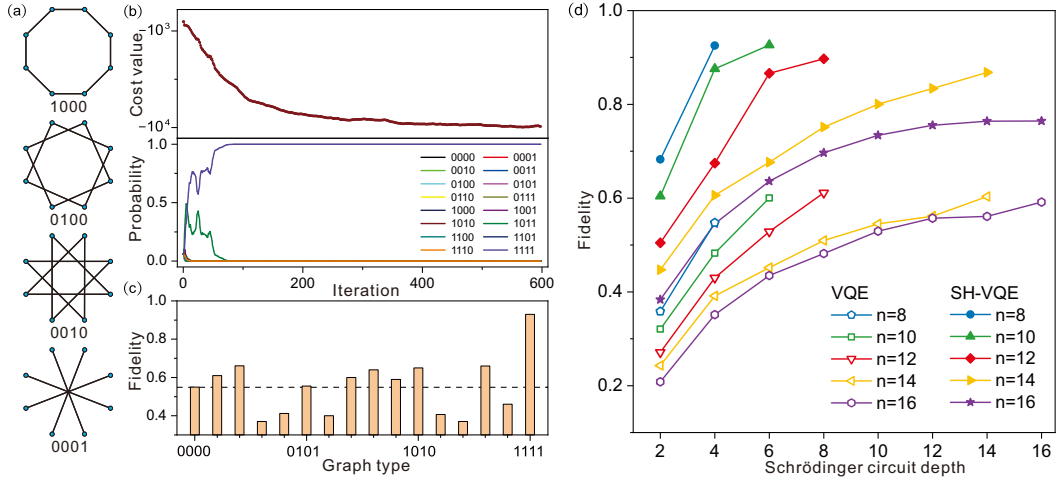 (a)
1000
0100
0010
0001
(b)
Cost value
-10³
-10⁴
Probability
1.0
0.5
0.0
0000 0001
0010 0011
0100 0101
0110 0111
1000 1001
1010 1011
1100 1101
1110 1111
0 200 400 600
Iteration
(c)
Fidelity
1.0
0.8
0.6
0.4
0000 0101 1010 1111
Graph type
(d)
Fidelity
1.0
0.8
0.6
0.4
0.2
VQE SH-VQE
n=8 n=8
n=10 n=10
n=12 n=12
n=14 n=14
n=16 n=16
2 4 6 8 10 12 14 16
Schrödinger circuit depth